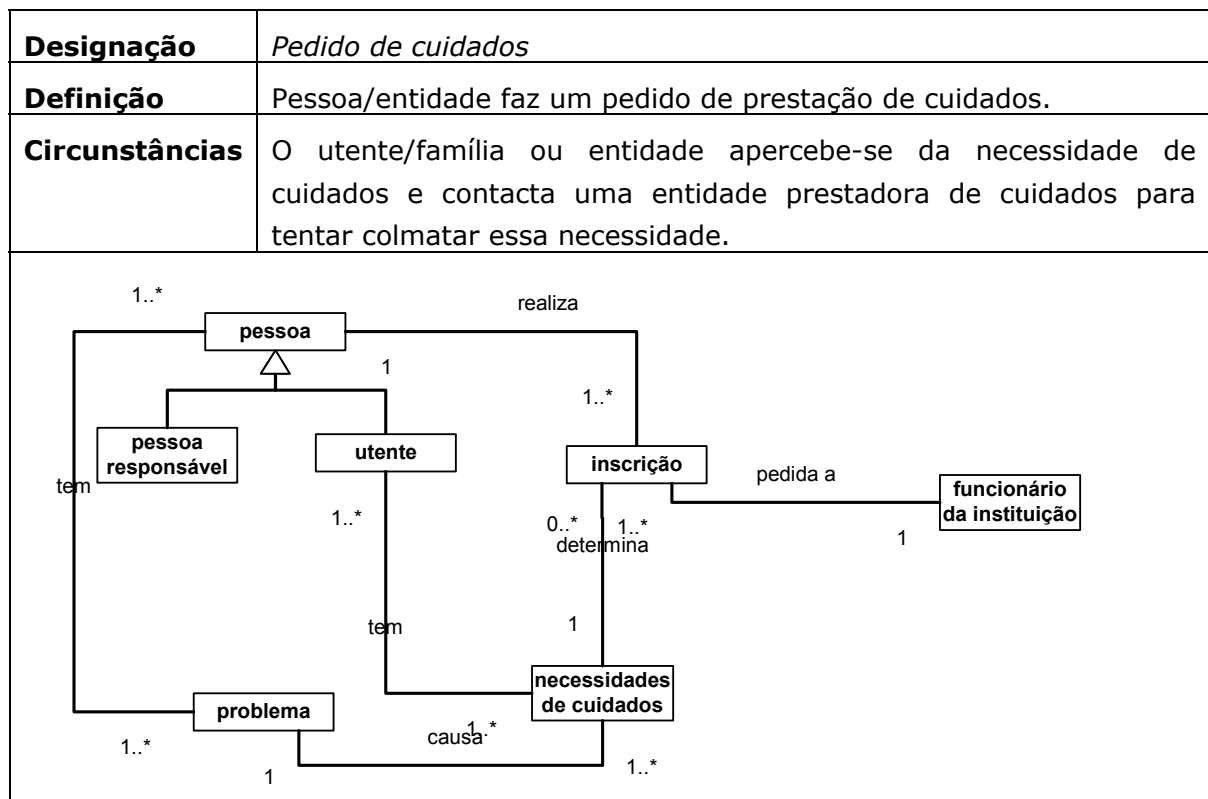 Designação Pedido de cuidados
Definição Pessoa/entidade faz um pedido de prestação de cuidados.
Circunstâncias O utente/família ou entidade apercebe-se da necessidade de
cuidados e contacta uma entidade prestadora de cuidados para
tentar colmatar essa necessidade.
1..*
realiza
pessoa
1
1..*
pessoa
responsável
utente
inscrição
pedida a
funcionário
da instituição
tem
1..*
0..*
1..*
determina
1
tem
1
necessidades
de cuidados
problema
1..*
causa
1..*
1
1..*